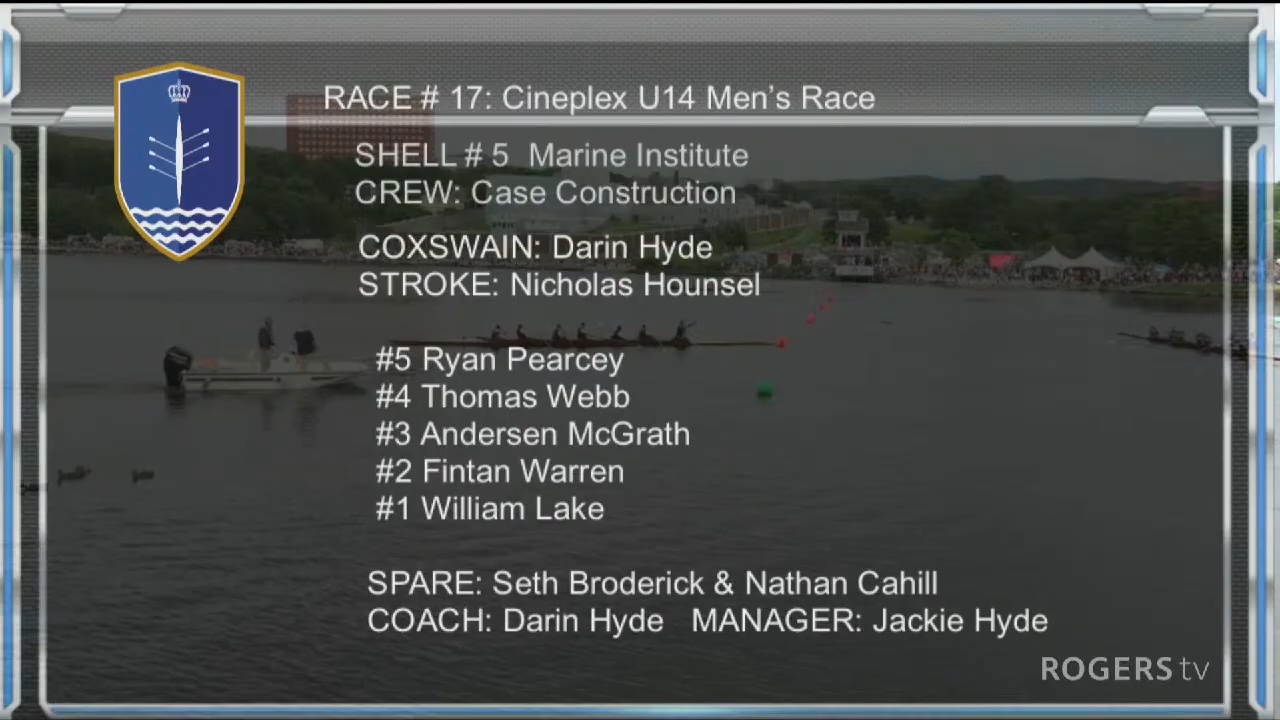 RACE # 17: Cineplex U14 Men's Race
SHELL # 5 Marine Institute
CREW: Case Construction
COXSWAIN: Darin Hyde
STROKE: Nicholas Hounsel
#5 Ryan Pearcey
#4 Thomas Webb
#3 Andersen McGrath
#2 Fintan Warren
#1 William Lake
SPARE: Seth Broderick & Nathan Cahill
COACH: Darin Hyde MANAGER: Jackie Hyde
ROGERS tv